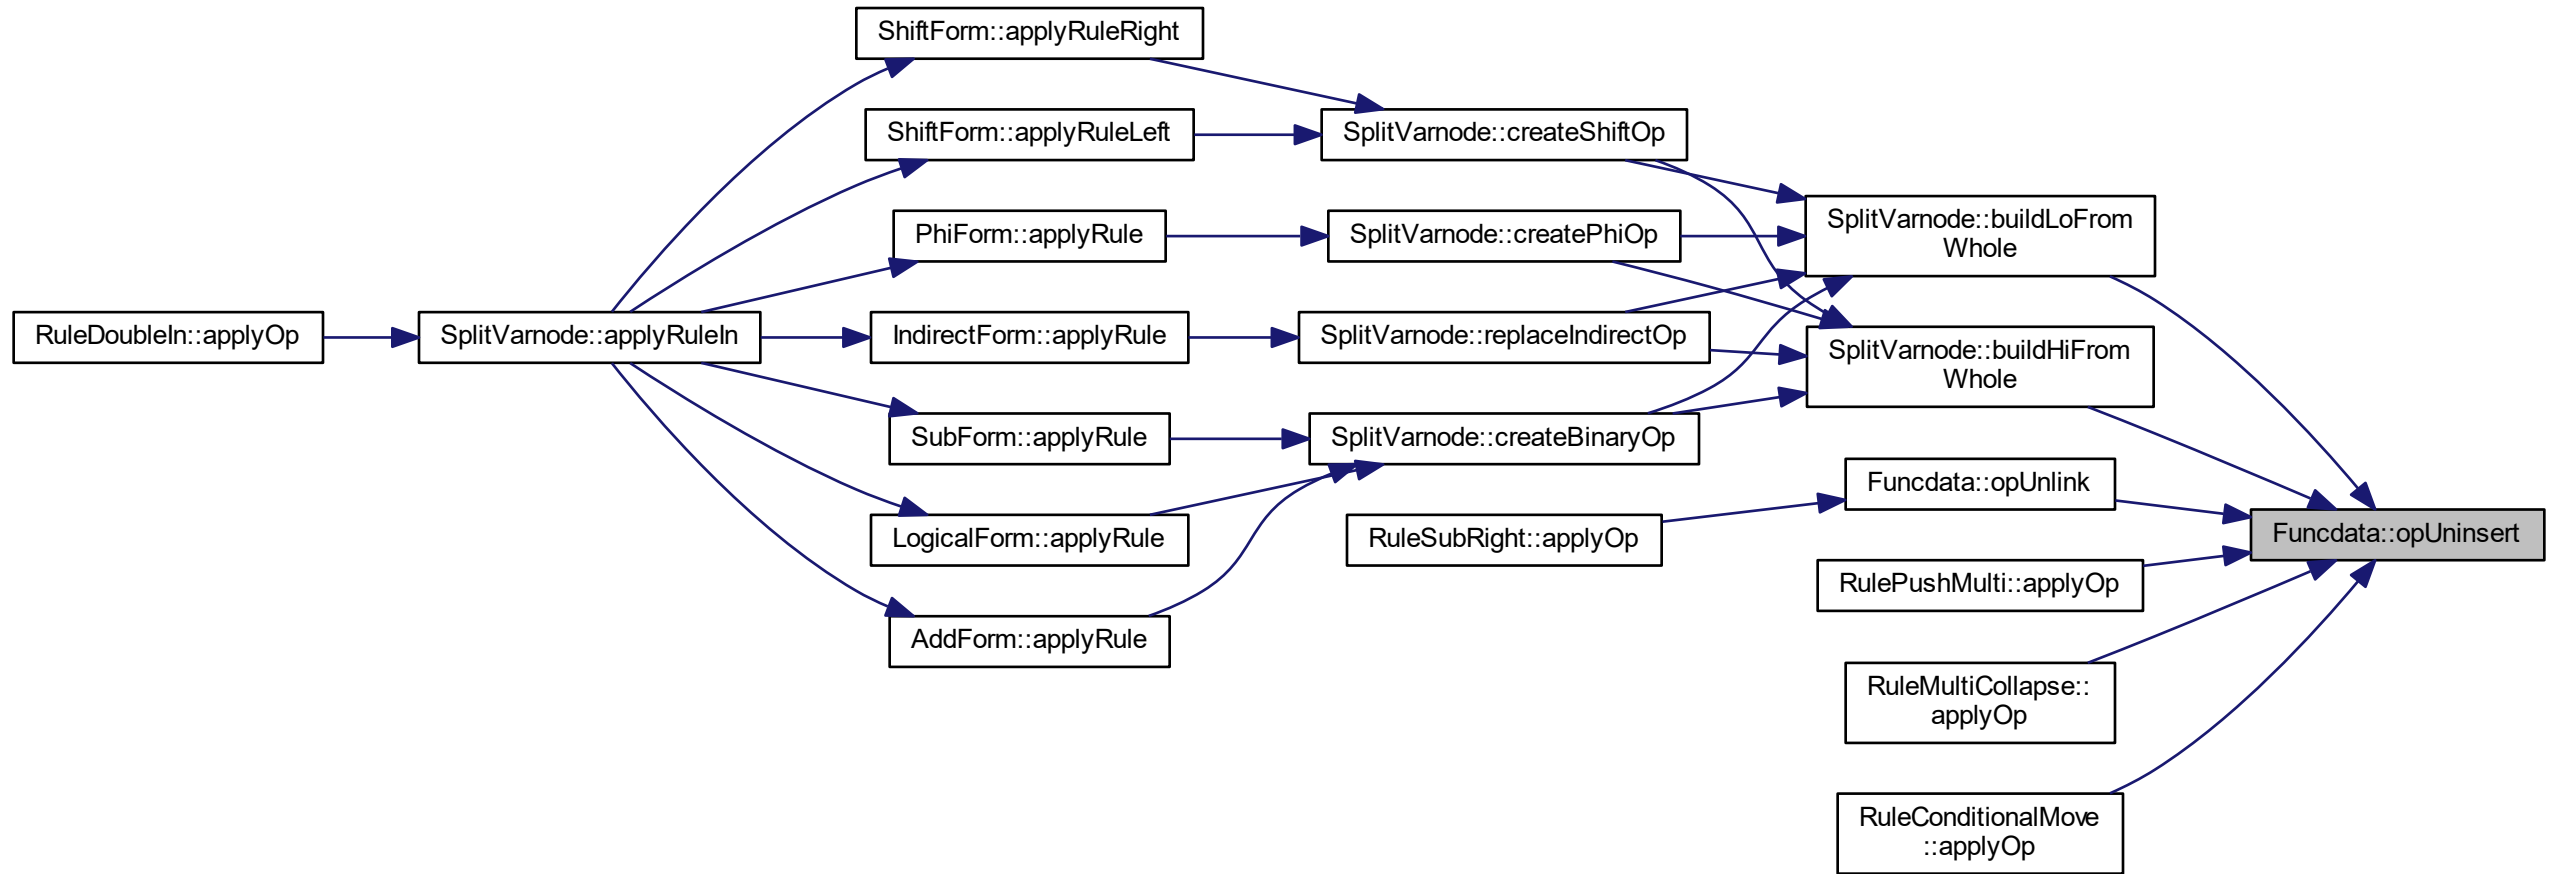 ShiftForm::applyRuleRight
ShiftForm::applyRuleLeft
SplitVarnode::createShiftOp
SplitVarnode::buildLoFrom
Whole
PhiForm::applyRule
SplitVarnode::createPhiOp
RuleDoubleIn::applyOp
SplitVarnode::applyRuleIn
IndirectForm::applyRule
SplitVarnode::replaceIndirectOp
SplitVarnode::buildHiFrom
Whole
SubForm::applyRule
SplitVarnode::createBinaryOp
Funcdata::opUnlink
LogicalForm::applyRule
RuleSubRight::applyOp
Funcdata::opUninsert
RulePushMulti::applyOp
AddForm::applyRule
RuleMultiCollapse::
applyOp
RuleConditionalMove
::applyOp